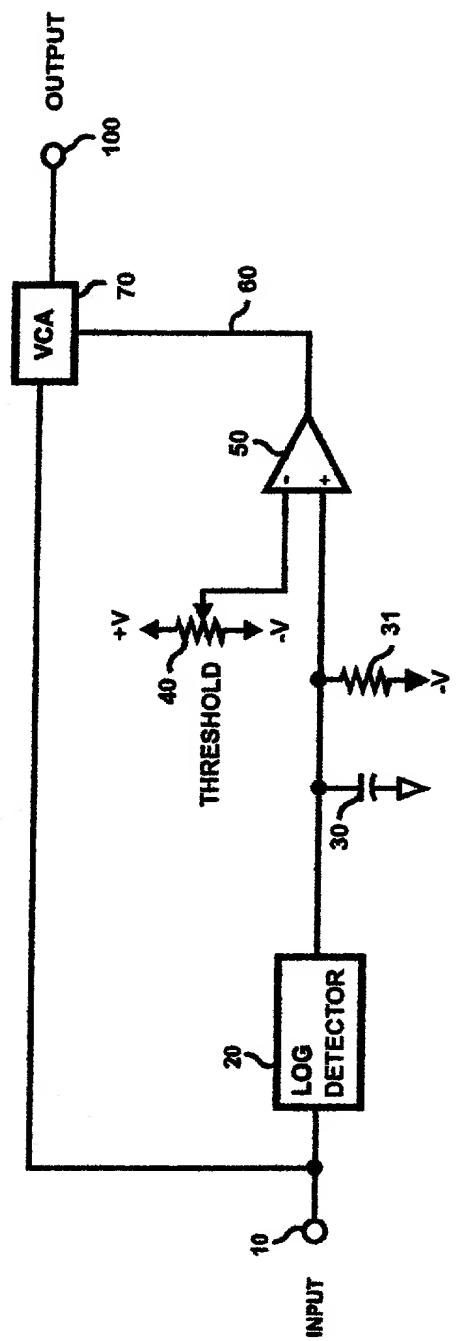 OUTPUT
100
VCA
70
60
50
-
+
+V
40
-V
THRESHOLD
31
-V
30
20
LOG
DETECTOR
10
INPUT